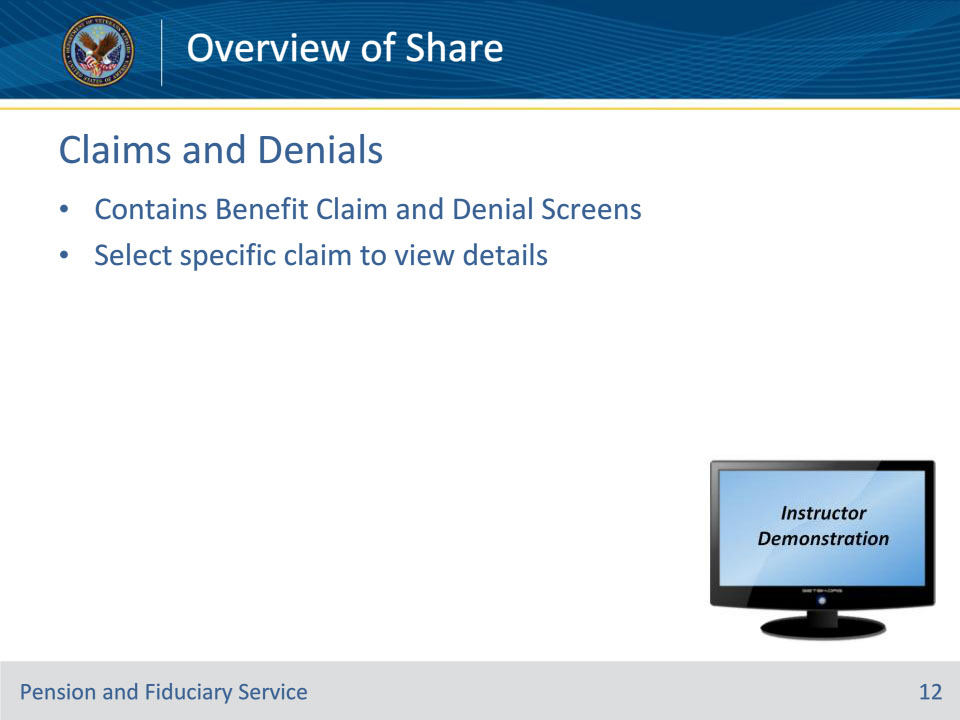 Overview of Share
Claims and Denials
• Contains Benefit Claim and Denial Screens
• Select specific claim to view details
Instructor
Demonstration
Pension and Fiduciary Service
12